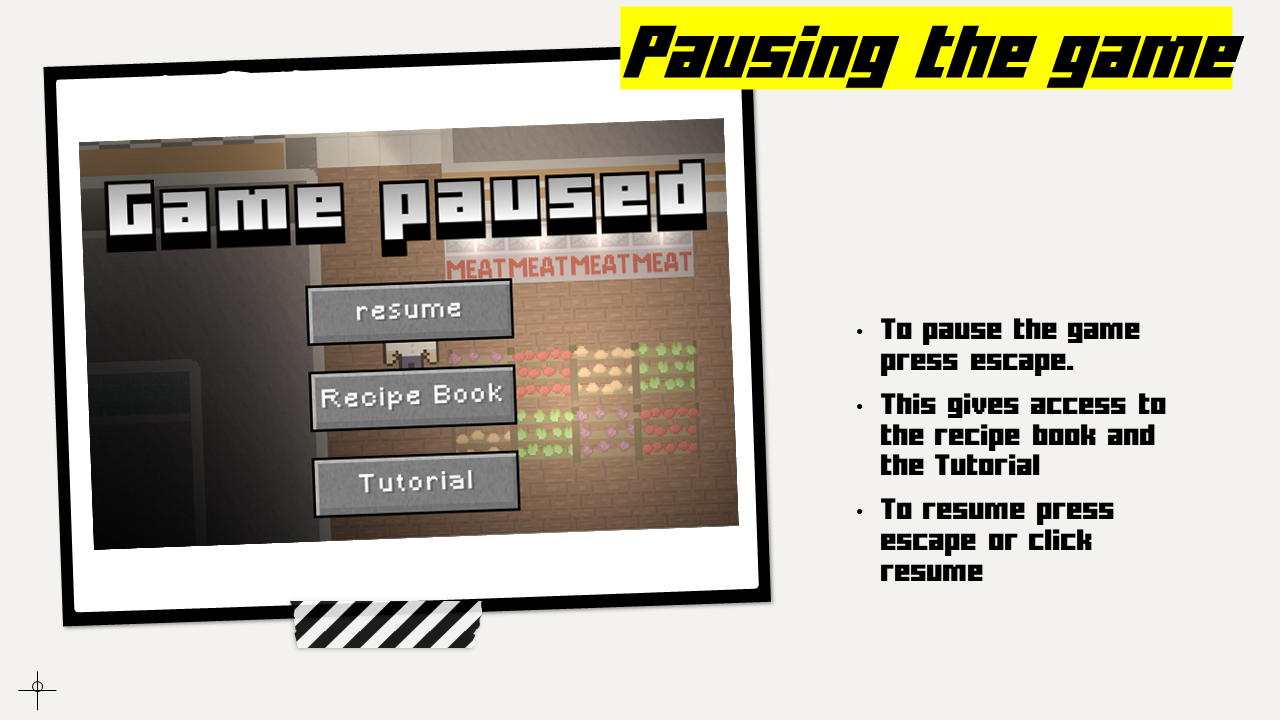 Pausing the game
Game paused
MEATMEATMEATMEAT
resume
Recipe Book
Tutorial
• To pause the game
press escape.
• This gives access to
the recipe book and
the Tutorial
• To resume press
escape or click
resume